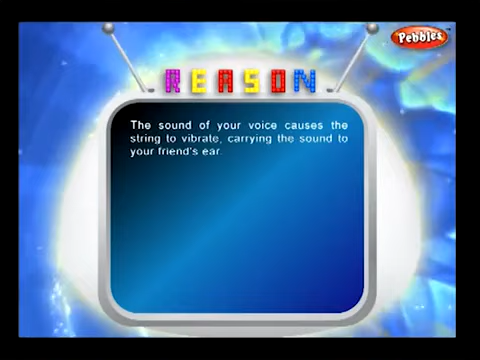 Pebbles
REASON
The sound of your voice causes the
string to vibrate, carrying the sound to
your friend's ear.